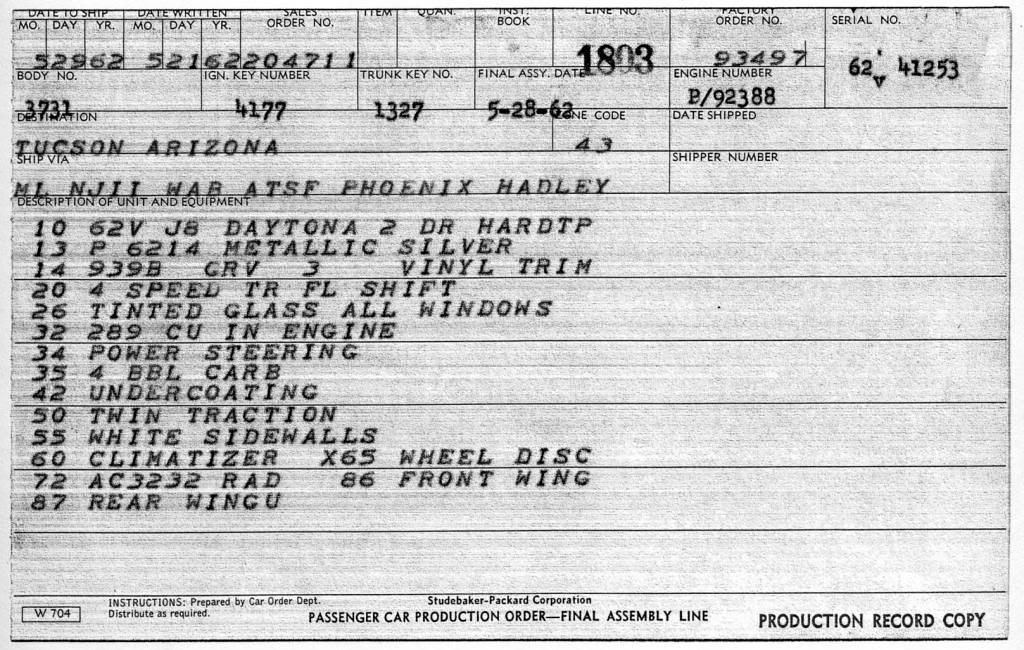 DATE TO SHIP DATE WRITTEN SALES ITEM QUAN. INST. LINE NO. FACTORY
MO. DAY YR. MO. DAY YR. ORDER NO. BOOK ORDER NO. SERIAL NO.
52962 52162204711 1803 93497 62V 41253
BODY NO. IGN. KEY NUMBER TRUNK KEY NO. FINAL ASSY. DATE ENGINE NUMBER
3731 4177 1327 5-28-62 P/92388
DESTINATION ZONE CODE DATE SHIPPED
TUCSON ARIZONA 43
SHIP VIA SHIPPER NUMBER
ML NJII WAB ATSF PHOENIX HADLEY
DESCRIPTION OF UNIT AND EQUIPMENT
10 62V J8 DAYTONA 2 DR HARDTP
13 P 6214 METALLIC SILVER
14 939B GRV 3 VINYL TRIM
20 4 SPEED TR FL SHIFT
26 TINTED GLASS ALL WINDOWS
32 289 CU IN ENGINE
34 POWER STEERING
35 4 BBL CARB
42 UNDERCOATING
50 TWIN TRACTION
55 WHITE SIDEWALLS
60 CLIMATIZER X65 WHEEL DISC
72 AC3232 RAD 86 FRONT WING
87 REAR WINGU
W 704
INSTRUCTIONS: Prepared by Car Order Dept.
Distribute as required.
Studebaker-Packard Corporation
PASSENGER CAR PRODUCTION ORDER—FINAL ASSEMBLY LINE
PRODUCTION RECORD COPY